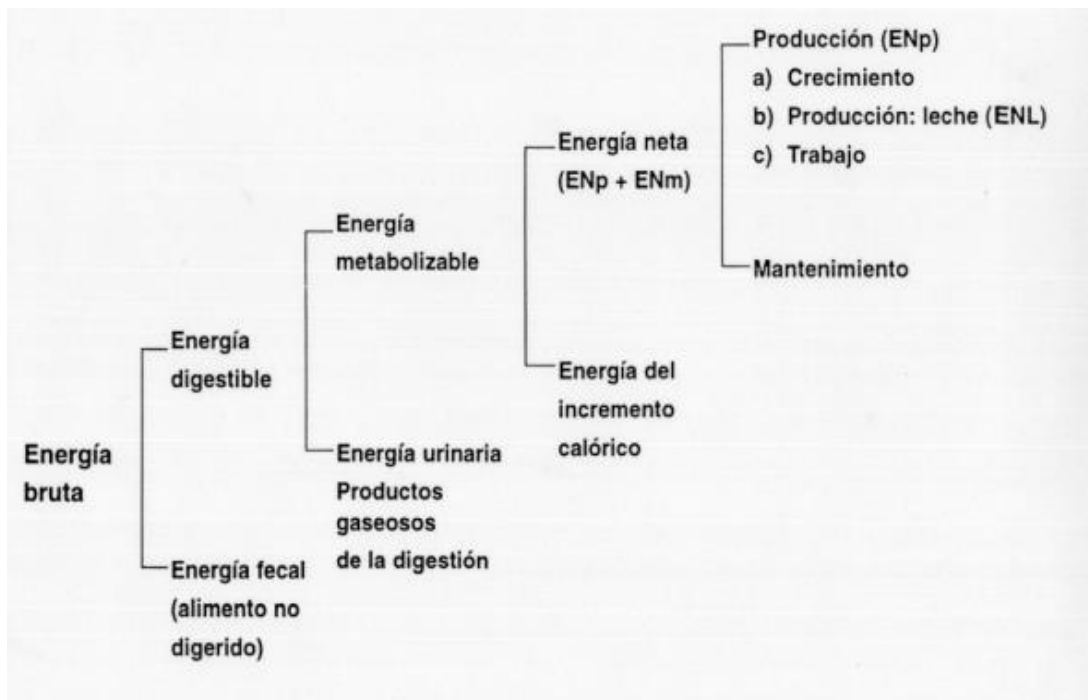 Energía
bruta
Energía
digestible
Energía fecal
(alimento no
digerido)
Energía
metabolizable
Energía urinaria
Productos
gaseosos
de la digestión
Energía neta
(ENp + ENm)
Energía del
incremento
calórico
Producción (ENp)
a) Crecimiento
b) Producción: leche (ENL)
c) Trabajo
Mantenimiento